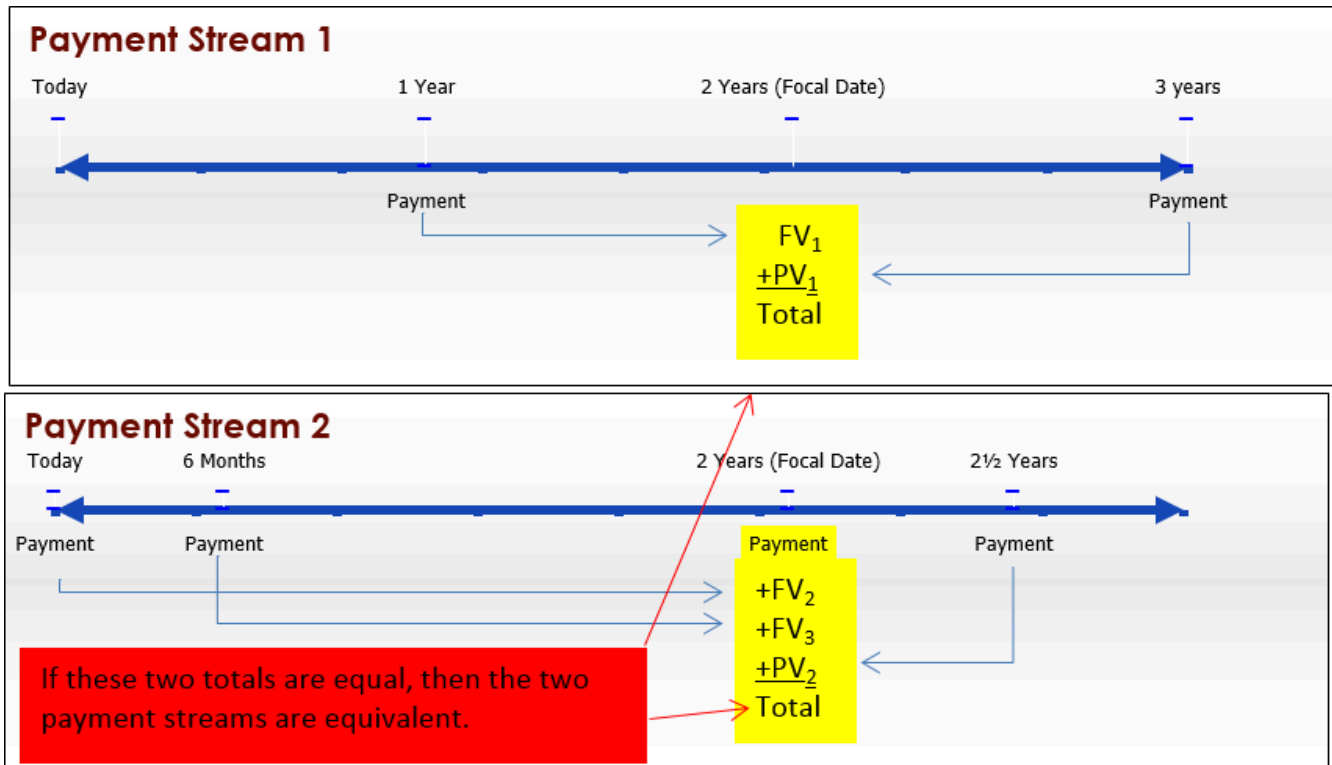 Payment Stream 1
Today 1 Year 2 Years (Focal Date) 3 years
Payment Payment
FV₁
+PV₁
Total
Payment Stream 2
Today 6 Months 2 Years (Focal Date) 2½ Years
Payment Payment Payment Payment
+FV₂
+FV₃
+PV₂
Total
If these two totals are equal, then the two
payment streams are equivalent.